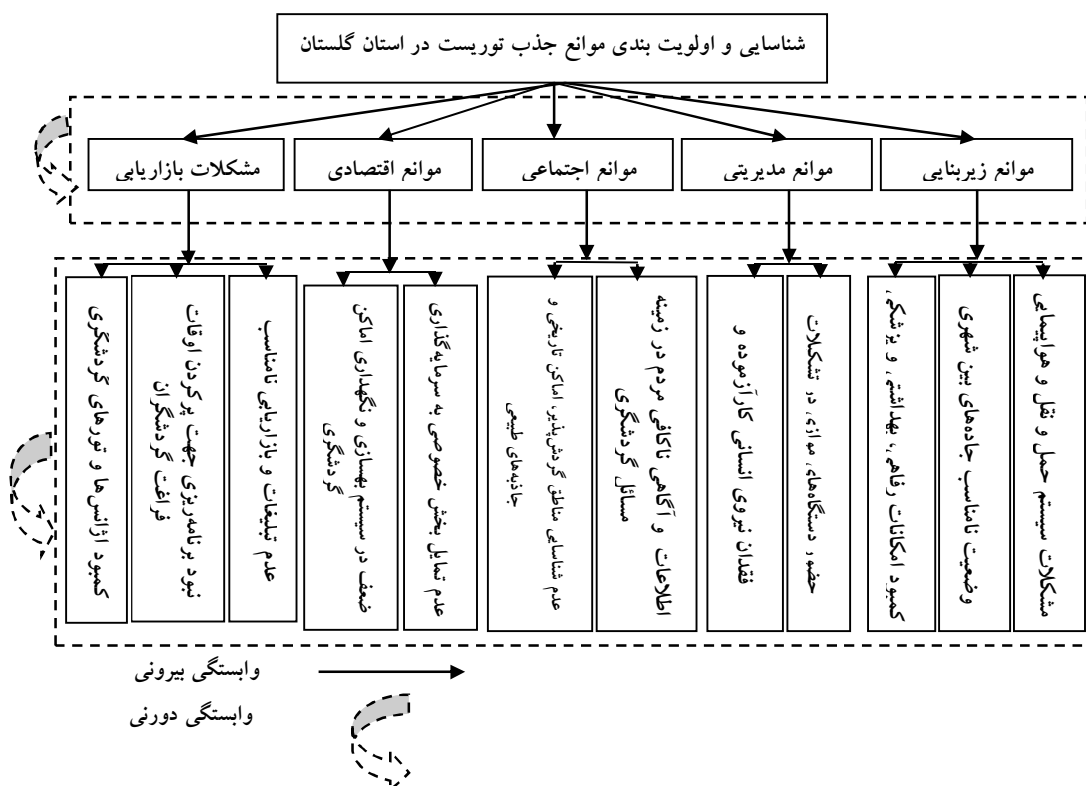 شناسایی و اولویت بندی موانع جذب توریست در استان گلستان
موانع زیربنایی
موانع مدیریتی
موانع اجتماعی
موانع اقتصادی
مشکلات بازاریابی
مشکلات سیستم حمل و نقل و هواپیمایی
وضعیت نامناسب جاده‌های بین شهری
کمبود امکانات رفاهی، بهداشتی و پزشکی
حضور دستگاه‌های موازی در تشکلات
فقدان نیروی انسانی کارآزموده و
اطلاعات و آگاهی ناکافی مردم در زمینه
مسائل گردشگری
عدم شناسایی مناطق گردش‌پذیر، اماکن تاریخی و
جاذبه‌های طبیعی
عدم تمایل بخش خصوصی به سرمایه‌گذاری
ضعف در سیستم بهسازی و نگهداری اماکن
گردشگری
عدم تبلیغات و بازاریابی نامناسب
نبود برنامه‌ریزی جهت پرکردن اوقات
فراغت گردشگران
کمبود آژانس‌ها و تورهای گردشگری
وابستگی بیرونی
وابستگی دورنی